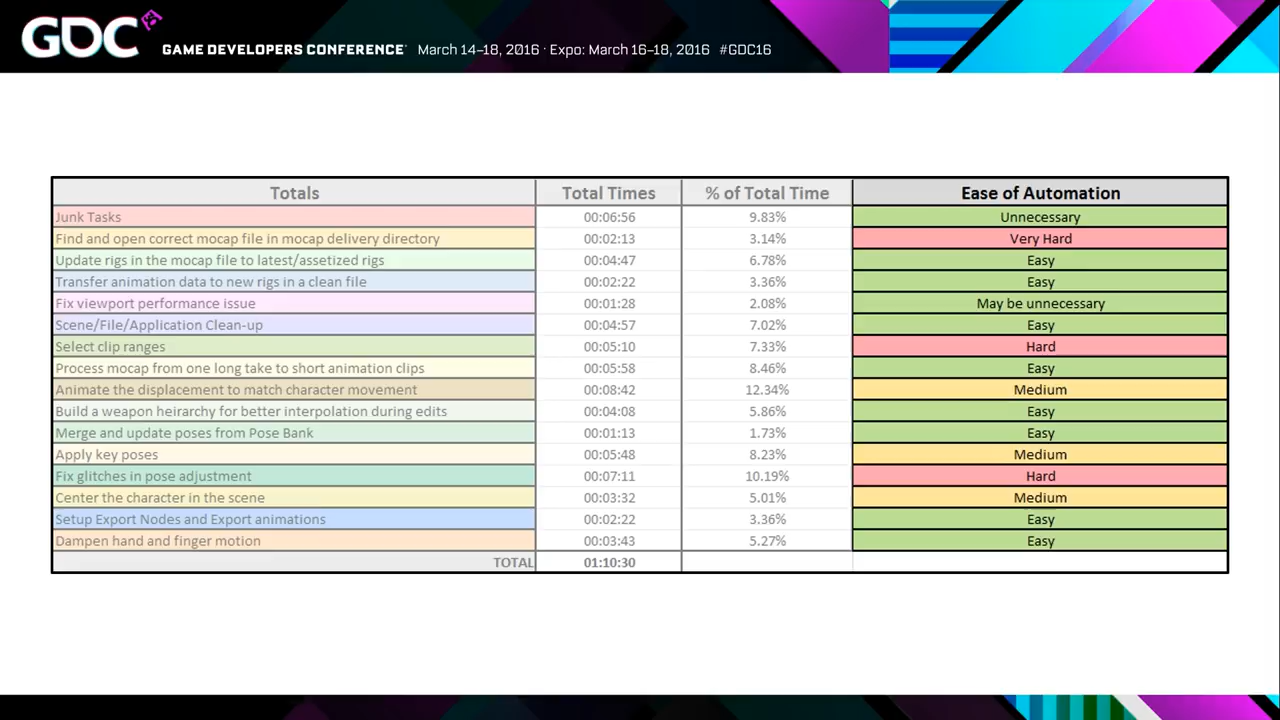 GDC
GAME DEVELOPERS CONFERENCE® March 14–18, 2016 · Expo: March 16–18, 2016 #GDC16
Totals Total Times % of Total Time Ease of Automation
Junk Tasks 00:06:56 9.83% Unnecessary
Find and open correct mocap file in mocap delivery directory 00:02:13 3.14% Very Hard
Update rigs in the mocap file to latest/assetized rigs 00:04:47 6.78% Easy
Transfer animation data to new rigs in a clean file 00:02:22 3.36% Easy
Fix viewport performance issue 00:01:28 2.08% May be unnecessary
Scene/File/Application Clean-up 00:04:57 7.02% Easy
Select clip ranges 00:05:10 7.33% Hard
Process mocap from one long take to short animation clips 00:05:58 8.46% Easy
Animate the displacement to match character movement 00:08:42 12.34% Medium
Build a weapon heirarchy for better interpolation during edits 00:04:08 5.86% Easy
Merge and update poses from Pose Bank 00:01:13 1.73% Easy
Apply key poses 00:05:48 8.23% Medium
Fix glitches in pose adjustment 00:07:11 10.19% Hard
Center the character in the scene 00:03:32 5.01% Medium
Setup Export Nodes and Export animations 00:02:22 3.36% Easy
Dampen hand and finger motion 00:03:43 5.27% Easy
TOTAL 01:10:30